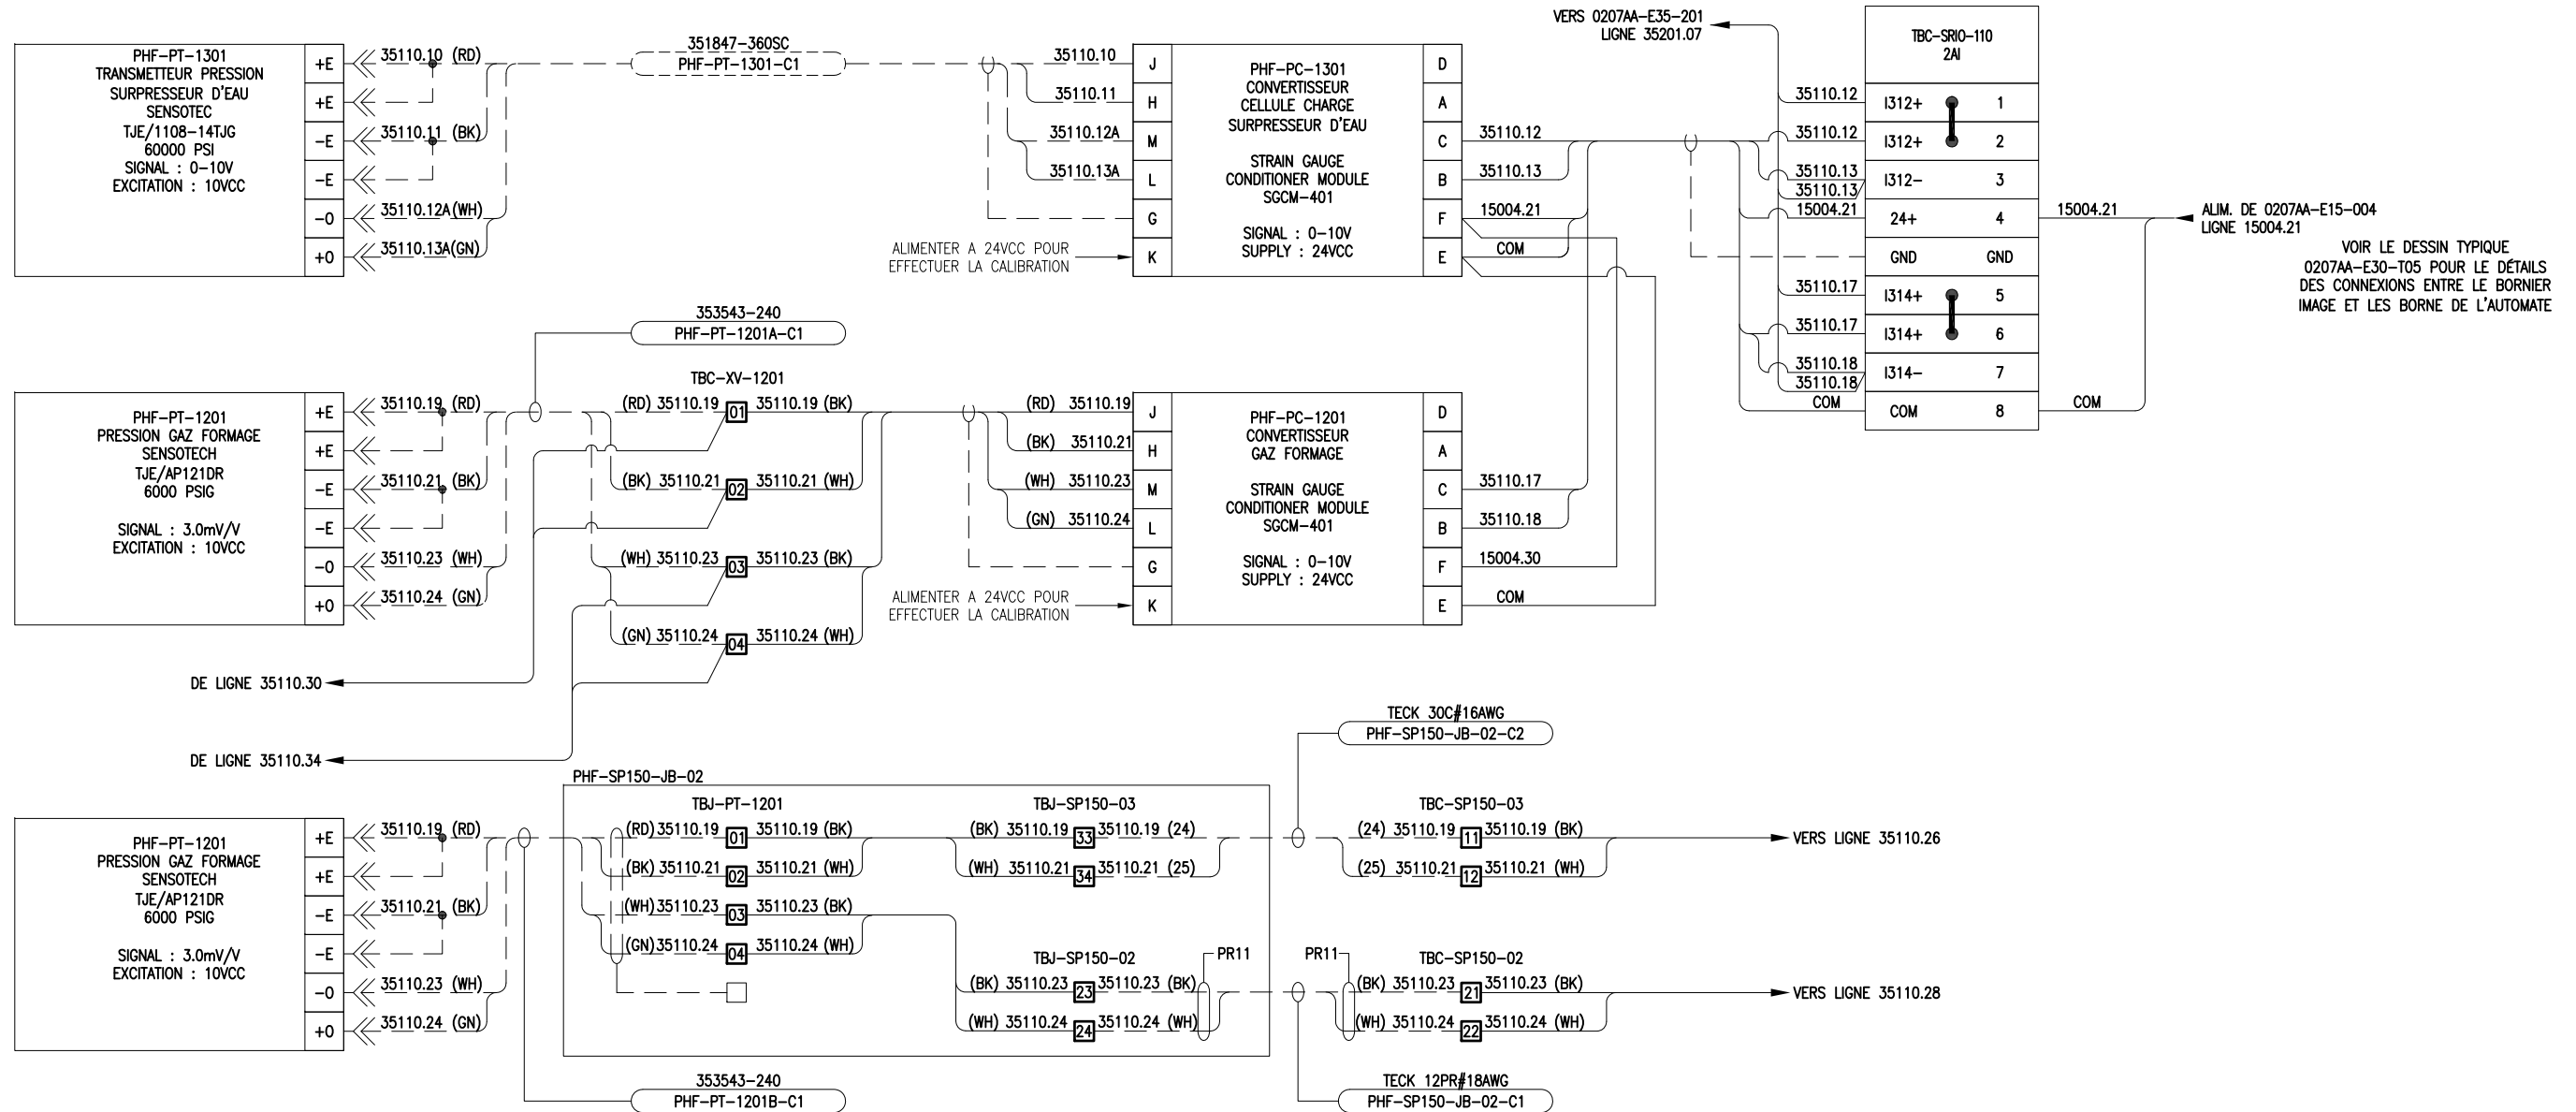 PHF-PT-1301
TRANSMETTEUR PRESSION
SURPRESSEUR D'EAU
SENSOTEC
TJE/1108-14TJG
60000 PSI
SIGNAL : 0-10V
EXCITATION : 10VCC
+E
+E
-E
-E
-O
+O
35110.10 (RD)
35110.11 (BK)
35110.12A(WH)
35110.13A(GN)
351847-360SC
PHF-PT-1301-C1
35110.10
35110.11
35110.12A
35110.13A
ALIMENTER A 24VCC POUR
EFFECTUER LA CALIBRATION
J
H
M
L
G
K
PHF-PC-1301
CONVERTISSEUR
CELLULE CHARGE
SURPRESSEUR D'EAU
STRAIN GAUGE
CONDITIONER MODULE
SGCM-401
SIGNAL : 0-10V
SUPPLY : 24VCC
D
A
C
B
F
E
35110.12
35110.13
15004.21
COM
VERS 0207AA-E35-201
LIGNE 35201.07
35110.12
35110.12
35110.13
35110.13
15004.21
35110.17
35110.17
35110.18
35110.18
COM
TBC-SRIO-110
2AI
I312+ 1
I312+ 2
I312- 3
24+ 4
GND GND
I314+ 5
I314+ 6
I314- 7
COM 8
15004.21
COM
ALIM. DE 0207AA-E15-004
LIGNE 15004.21
VOIR LE DESSIN TYPIQUE
0207AA-E30-T05 POUR LE DÉTAILS
DES CONNEXIONS ENTRE LE BORNIER
IMAGE ET LES BORNE DE L'AUTOMATE
353543-240
PHF-PT-1201A-C1
PHF-PT-1201
PRESSION GAZ FORMAGE
SENSOTECH
TJE/AP121DR
6000 PSIG
SIGNAL : 3.0mV/V
EXCITATION : 10VCC
+E
+E
-E
-E
-O
+O
35110.19 (RD)
35110.21 (BK)
35110.23 (WH)
35110.24 (GN)
TBC-XV-1201
(RD) 35110.19 01 35110.19 (BK)
(BK) 35110.21 02 35110.21 (WH)
(WH) 35110.23 03 35110.23 (BK)
(GN) 35110.24 04 35110.24 (WH)
(RD) 35110.19
(BK) 35110.21
(WH) 35110.23
(GN) 35110.24
ALIMENTER A 24VCC POUR
EFFECTUER LA CALIBRATION
J
H
M
L
G
K
PHF-PC-1201
CONVERTISSEUR
GAZ FORMAGE
STRAIN GAUGE
CONDITIONER MODULE
SGCM-401
SIGNAL : 0-10V
SUPPLY : 24VCC
D
A
C
B
F
E
35110.17
35110.18
15004.30
COM
DE LIGNE 35110.30
DE LIGNE 35110.34
TECK 30C#16AWG
PHF-SP150-JB-02-C2
PHF-SP150-JB-02
PHF-PT-1201
PRESSION GAZ FORMAGE
SENSOTECH
TJE/AP121DR
6000 PSIG
SIGNAL : 3.0mV/V
EXCITATION : 10VCC
+E
+E
-E
-E
-O
+O
35110.19 (RD)
35110.21 (BK)
35110.23 (WH)
35110.24 (GN)
TBJ-PT-1201
(RD) 35110.19 01 35110.19 (BK)
(BK) 35110.21 02 35110.21 (WH)
(WH) 35110.23 03 35110.23 (BK)
(GN) 35110.24 04 35110.24 (WH)
TBJ-SP150-03
(BK) 35110.19 33 35110.19 (24)
(WH) 35110.21 34 35110.21 (25)
TBJ-SP150-02
(BK) 35110.23 23 35110.23 (BK)
(WH) 35110.24 24 35110.24 (WH)
PR11
PR11
TBC-SP150-03
(24) 35110.19 11 35110.19 (BK)
(25) 35110.21 12 35110.21 (WH)
TBC-SP150-02
(BK) 35110.23 21 35110.23 (BK)
(WH) 35110.24 22 35110.24 (WH)
VERS LIGNE 35110.26
VERS LIGNE 35110.28
353543-240
PHF-PT-1201B-C1
TECK 12PR#18AWG
PHF-SP150-JB-02-C1